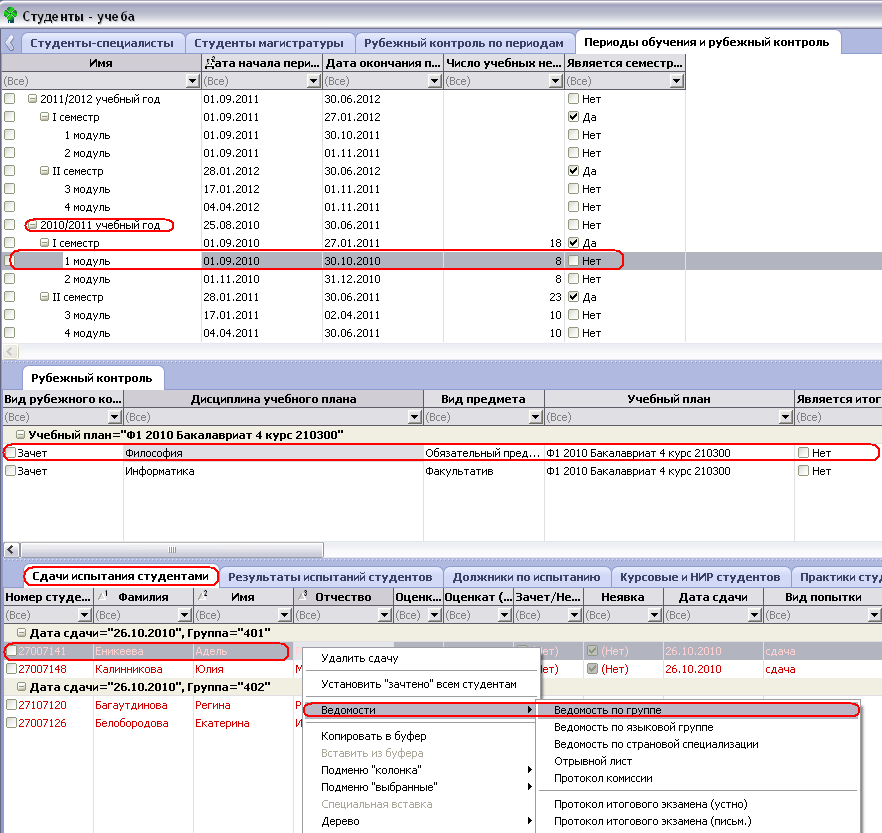 Студенты - учеба
Студенты-специалисты Студенты магистратуры Рубежный контроль по периодам Периоды обучения и рубежный контроль
Имя Дата начала пери... Дата окончания п... Число учебных не... Является семестр...
(Все) (Все) (Все) (Все) (Все)
2011/2012 учебный год 01.09.2011 30.06.2012 Нет
I семестр 01.09.2011 27.01.2012 Да
1 модуль 01.09.2011 30.10.2011 Нет
2 модуль 01.09.2011 01.11.2011 Нет
II семестр 28.01.2012 30.06.2011 Да
3 модуль 17.01.2012 01.11.2011 Нет
4 модуль 04.04.2012 01.11.2011 Нет
2010/2011 учебный год 25.08.2010 30.06.2011 Нет
I семестр 01.09.2010 27.01.2011 18 Да
1 модуль 01.09.2010 30.10.2010 8 Нет
2 модуль 01.11.2010 31.12.2010 8 Нет
II семестр 28.01.2011 30.06.2011 23 Да
3 модуль 17.01.2011 02.04.2011 10 Нет
4 модуль 04.04.2011 30.06.2011 10 Нет
Рубежный контроль
Вид рубежного ко... Дисциплина учебного плана Вид предмета Учебный план Является итог
(Все) (Все) (Все) (Все) (Все)
Учебный план="Ф1 2010 Бакалавриат 4 курс 210300"
Зачет Философия Обязательный пред... Ф1 2010 Бакалавриат 4 курс 210300 Нет
Зачет Информатика Факультатив Ф1 2010 Бакалавриат 4 курс 210300 Нет
Сдачи испытания студентами Результаты испытаний студентов Должники по испытанию Курсовые и НИР студентов Практики студ
Номер студе... 1 Фамилия 2 Имя 3 Отчество Оценк... Оценкат (... Зачет/Не... Неявка Дата сдачи Вид попытки
(Все) (Все) (Все) (Все) (Все) (Все) (Все) (Все) (Все) (Все)
Дата сдачи="26.10.2010", Группа="401"
27007141 Еникеева Адель (Нет) 26.10.2010 сдача
27007148 Калинникова Юлия (Нет) 26.10.2010 сдача
Дата сдачи="26.10.2010", Группа="402"
27107120 Багаутдинова Регина
27007126 Белобородова Екатерина
Удалить сдачу
Установить "зачтено" всем студентам
Ведомости
Копировать в буфер
Вставить из буфера
Подменю "колонка"
Подменю "выбранные"
Специальная вставка
Дерево
Ведомость по группе
Ведомость по языковой группе
Ведомость по страновой специализации
Отрывной лист
Протокол комиссии
Протокол итогового экзамена (устно)
Протокол итогового экзамена (письм.)